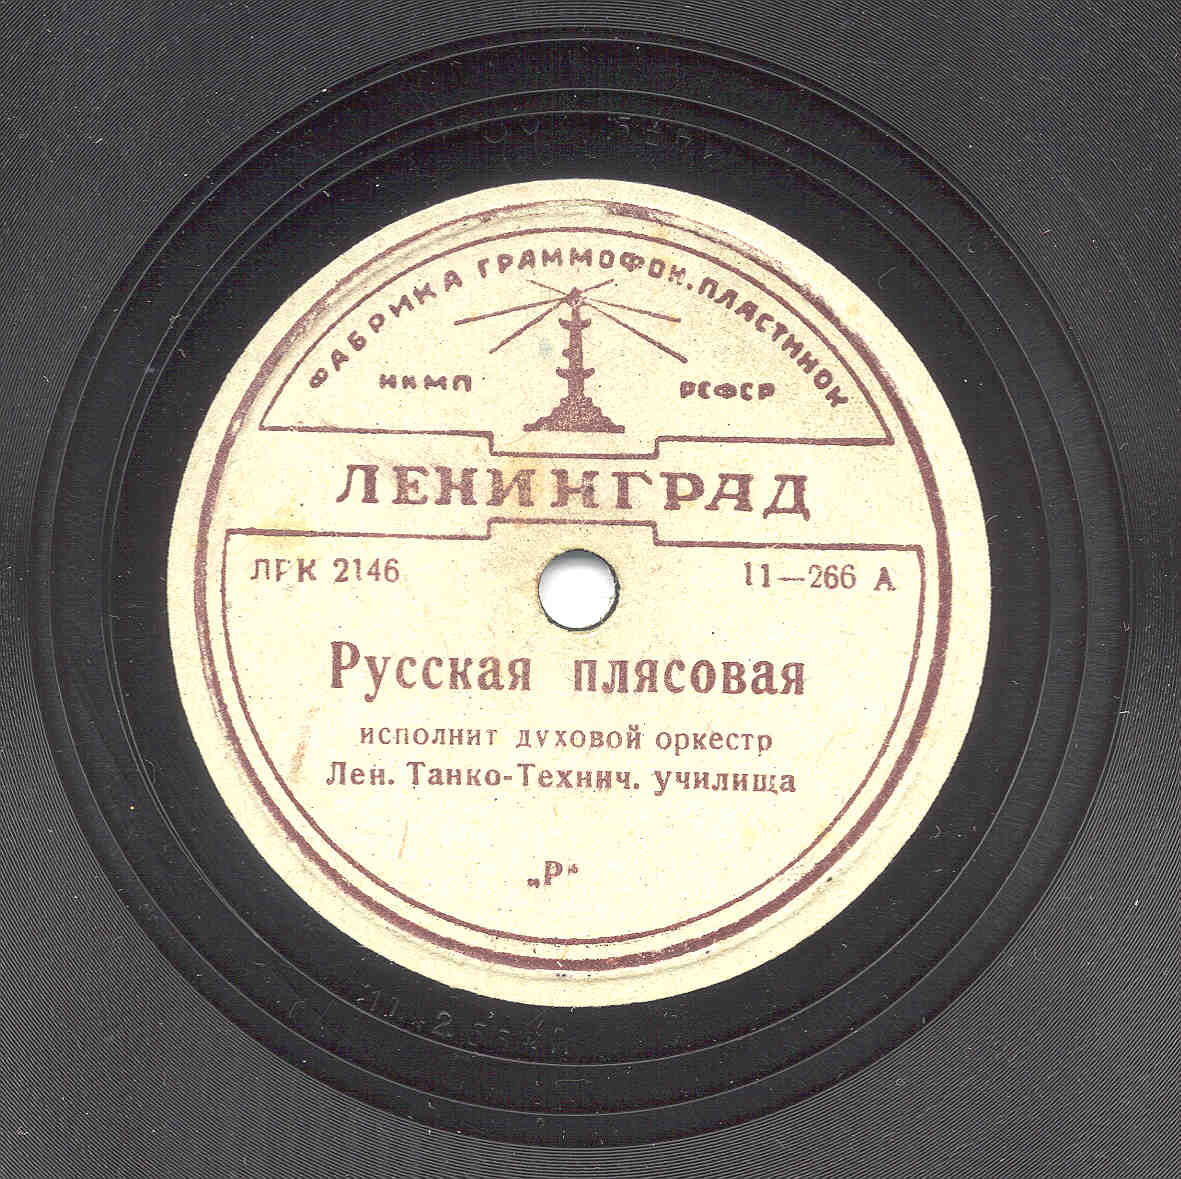 ФАБРИКА ГРАММОФОН. ПЛАСТИНОК
НКМП РСФСР
ЛЕНИНГРАД
ЛРК 2146 11—266 А
Русская плясовая
исполнит духовой оркестр
Лен. Танко-Технич. училища
„Р“